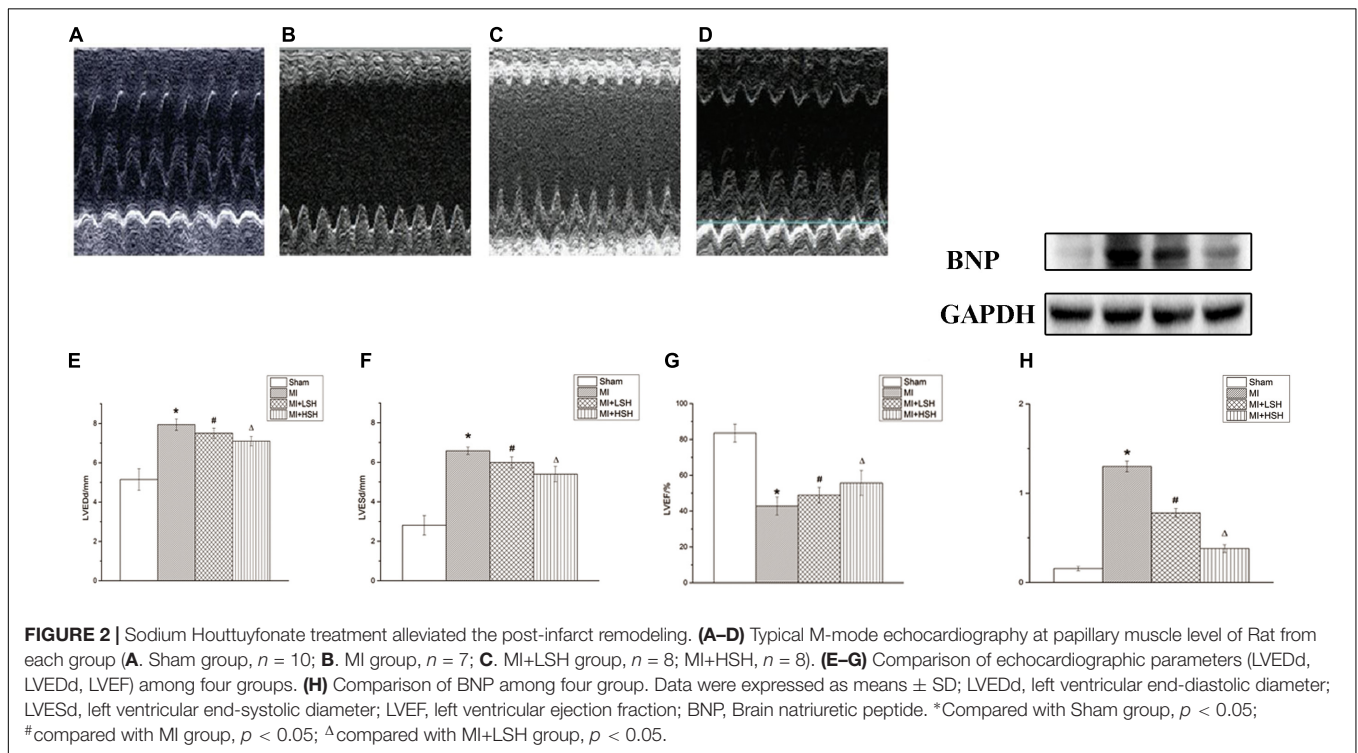 A
B
C
D
BNP
GAPDH
E
Sham
MI
MI+LSH
MI+HSH
8
6
4
2
0
LVEDd/mm
*
#
Δ
F
Sham
MI
MI+LSH
MI+HSH
8
6
4
2
0
LVESd/mm
*
#
Δ
G
Sham
MI
MI+LSH
MI+HSH
100
80
60
40
20
0
LVEF/%
*
#
Δ
H
Sham
MI
MI+LSH
MI+HSH
2
1
0
*
#
Δ
FIGURE 2 | Sodium Houttuyfonate treatment alleviated the post-infarct remodeling. (A–D) Typical M-mode echocardiography at papillary muscle level of Rat from
each group (A. Sham group, n = 10; B. MI group, n = 7; C. MI+LSH group, n = 8; MI+HSH, n = 8). (E–G) Comparison of echocardiographic parameters (LVEDd,
LVEDd, LVEF) among four groups. (H) Comparison of BNP among four group. Data were expressed as means ± SD; LVEDd, left ventricular end-diastolic diameter;
LVESd, left ventricular end-systolic diameter; LVEF, left ventricular ejection fraction; BNP, Brain natriuretic peptide. *Compared with Sham group, p < 0.05;
#compared with MI group, p < 0.05; Δcompared with MI+LSH group, p < 0.05.